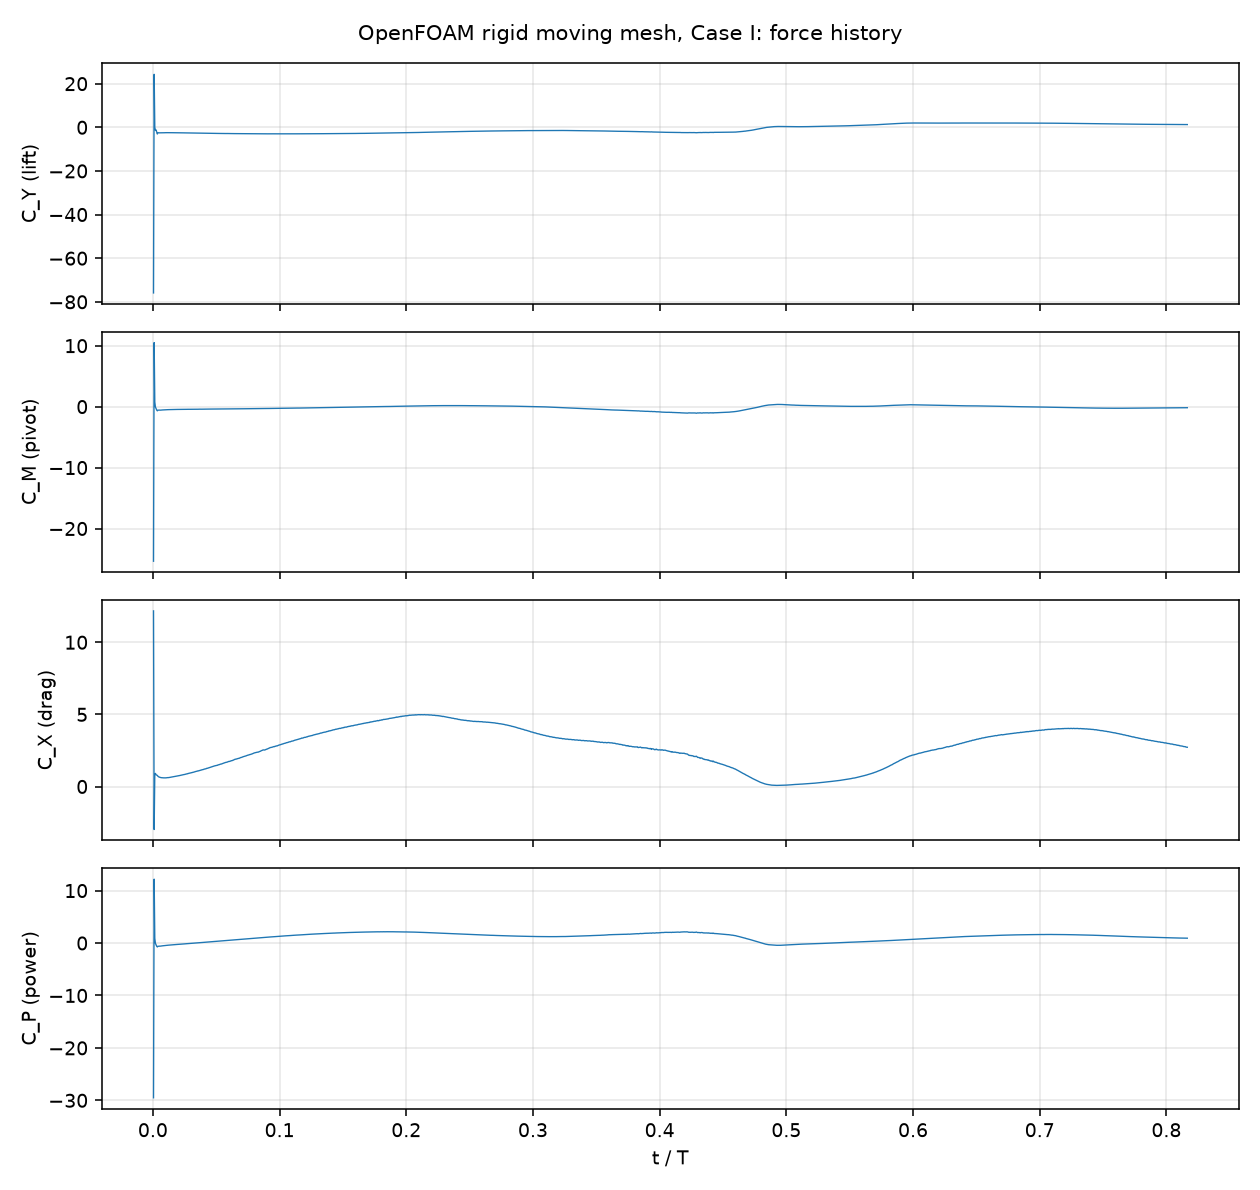 OpenFOAM rigid moving mesh, Case I: force history
C_Y (lift)
20
0
−20
−40
−60
−80
C_M (pivot)
10
0
−10
−20
C_X (drag)
10
5
0
C_P (power)
10
0
−10
−20
−30
0.0 0.1 0.2 0.3 0.4 0.5 0.6 0.7 0.8
t / T